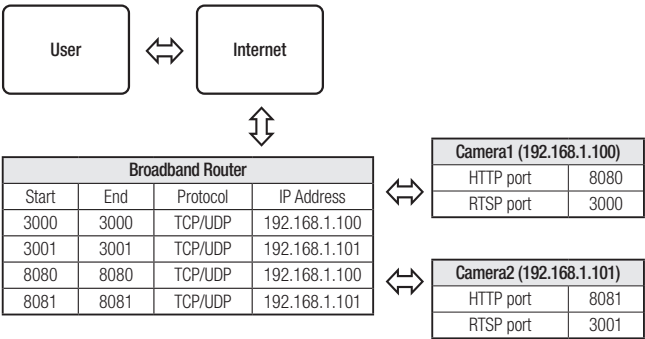 User
Internet
Broadband Router
Start End Protocol IP Address
3000 3000 TCP/UDP 192.168.1.100
3001 3001 TCP/UDP 192.168.1.101
8080 8080 TCP/UDP 192.168.1.100
8081 8081 TCP/UDP 192.168.1.101
Camera1 (192.168.1.100)
HTTP port 8080
RTSP port 3000
Camera2 (192.168.1.101)
HTTP port 8081
RTSP port 3001